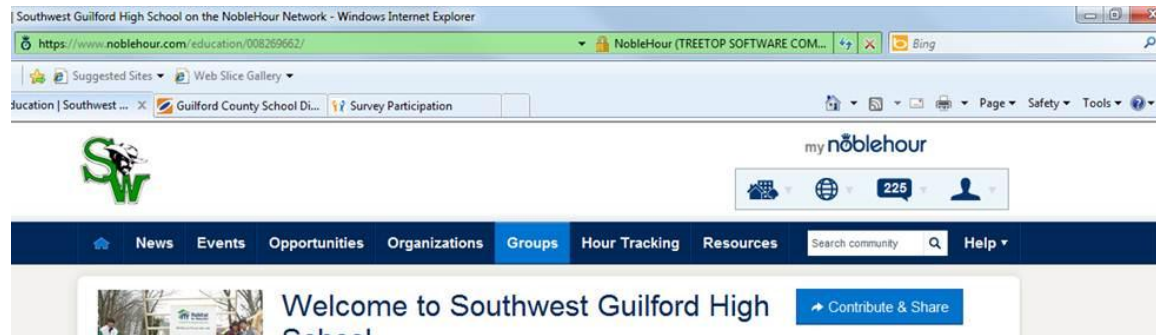 | Southwest Guilford High School on the NobleHour Network - Windows Internet Explorer
https://www.noblehour.com/education/008269662/
NobleHour (TREETOP SOFTWARE COM...
Bing
Suggested Sites
Web Slice Gallery
ducation | Southwest ...
Guilford County School Di...
Survey Participation
Page
Safety
Tools
SW
my noblehour
225
News Events Opportunities Organizations Groups Hour Tracking Resources Search community Help
Welcome to Southwest Guilford High
School
Contribute & Share